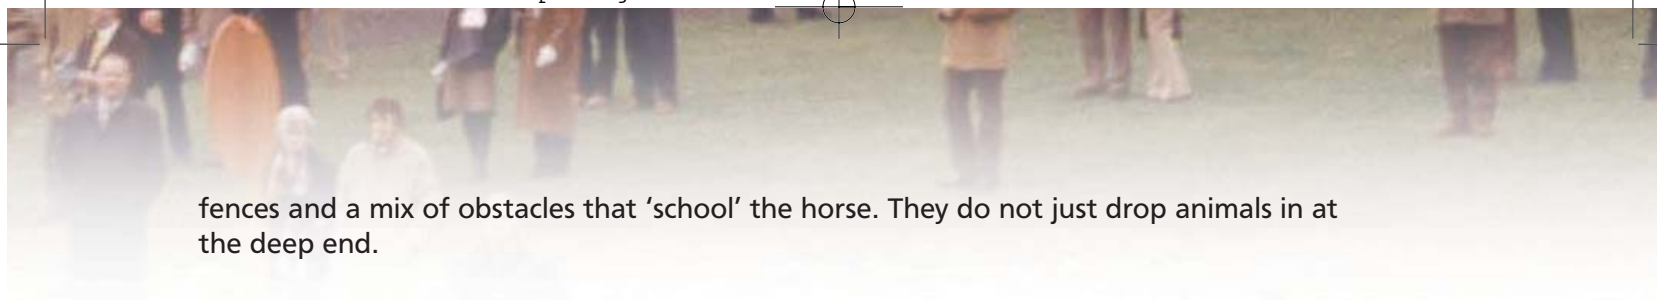 fences and a mix of obstacles that ‘school’ the horse. They do not just drop animals in at
the deep end.